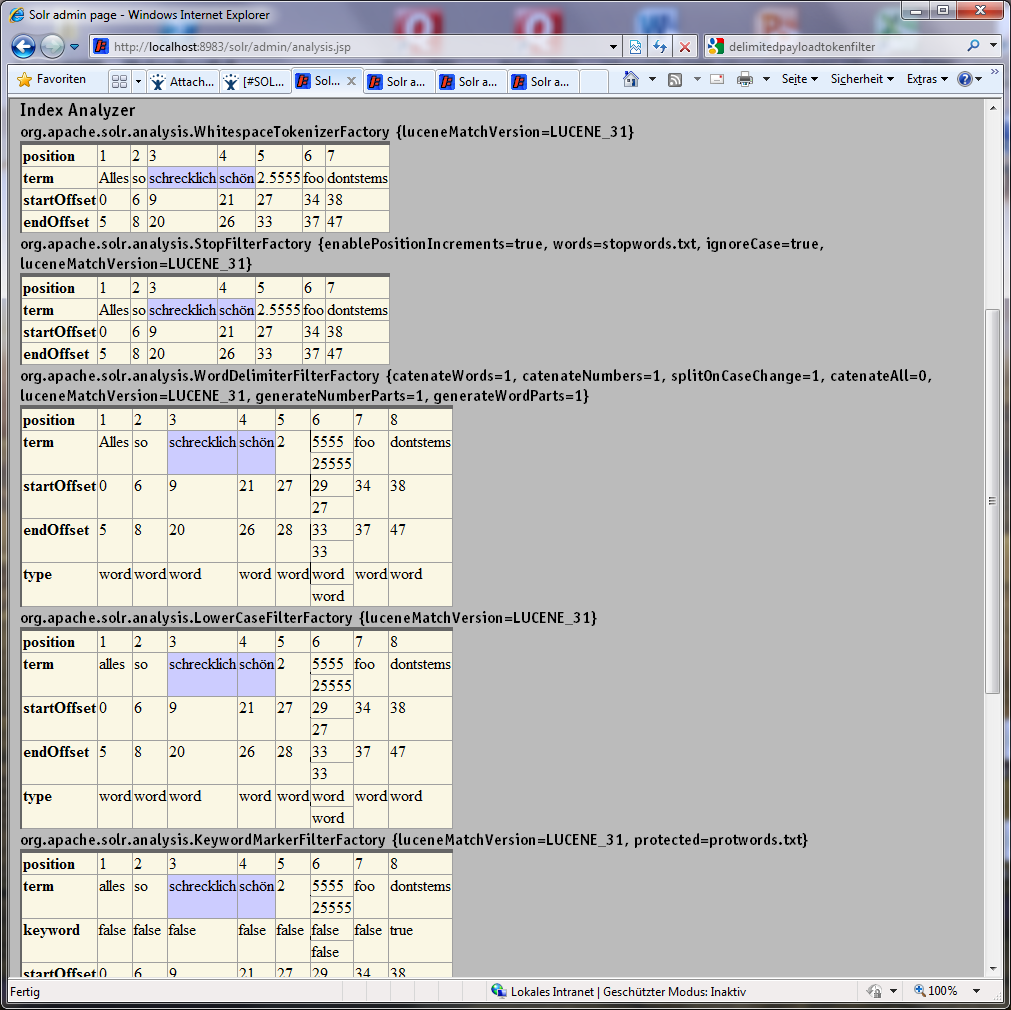 Solr admin page - Windows Internet Explorer
http://localhost:8983/solr/admin/analysis.jsp delimitedpayloadtokenfilter
Favoriten Attach... [#SOL... Sol... Solr a... Solr a... Solr a... Seite Sicherheit Extras
Index Analyzer
org.apache.solr.analysis.WhitespaceTokenizerFactory {luceneMatchVersion=LUCENE_31}
position 1 2 3 4 5 6 7
term Alles so schrecklich schön 2.5555 foo dontstems
startOffset 0 6 9 21 27 34 38
endOffset 5 8 20 26 33 37 47
org.apache.solr.analysis.StopFilterFactory {enablePositionIncrements=true, words=stopwords.txt, ignoreCase=true,
luceneMatchVersion=LUCENE_31}
position 1 2 3 4 5 6 7
term Alles so schrecklich schön 2.5555 foo dontstems
startOffset 0 6 9 21 27 34 38
endOffset 5 8 20 26 33 37 47
org.apache.solr.analysis.WordDelimiterFilterFactory {catenateWords=1, catenateNumbers=1, splitOnCaseChange=1, catenateAll=0,
luceneMatchVersion=LUCENE_31, generateNumberParts=1, generateWordParts=1}
position 1 2 3 4 5 6 7 8
term Alles so schrecklich schön 2 5555 foo dontstems
25555
startOffset 0 6 9 21 27 29 34 38
27
endOffset 5 8 20 26 28 33 37 47
33
type word word word word word word word word
word
org.apache.solr.analysis.LowerCaseFilterFactory {luceneMatchVersion=LUCENE_31}
position 1 2 3 4 5 6 7 8
term alles so schrecklich schön 2 5555 foo dontstems
25555
startOffset 0 6 9 21 27 29 34 38
27
endOffset 5 8 20 26 28 33 37 47
33
type word word word word word word word word
word
org.apache.solr.analysis.KeywordMarkerFilterFactory {luceneMatchVersion=LUCENE_31, protected=protwords.txt}
position 1 2 3 4 5 6 7 8
term alles so schrecklich schön 2 5555 foo dontstems
25555
keyword false false false false false false false true
false
startOffset 0 6 9 21 27 29 34 38
Fertig Lokales Intranet | Geschützter Modus: Inaktiv 100%